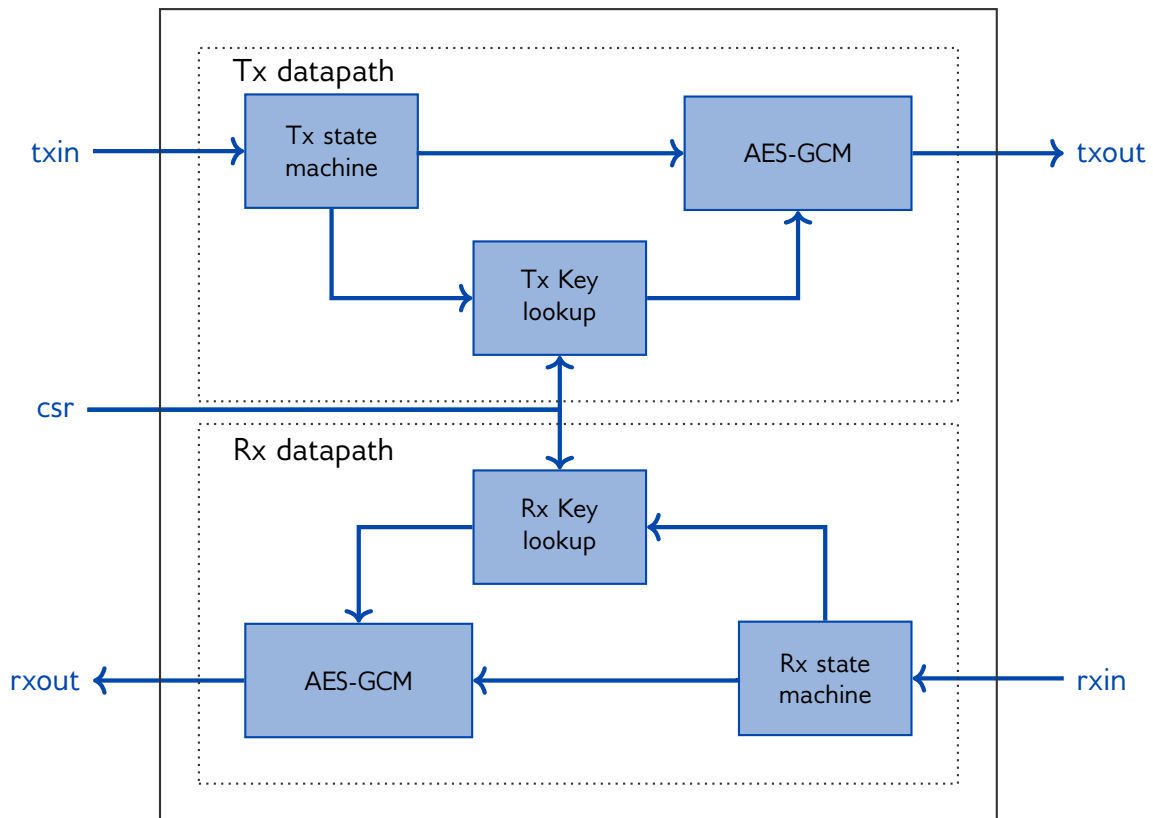 Tx datapath
txin
Tx state
machine
AES-GCM
txout
Tx Key
lookup
csr
Rx datapath
Rx Key
lookup
rxout
AES-GCM
Rx state
machine
rxin